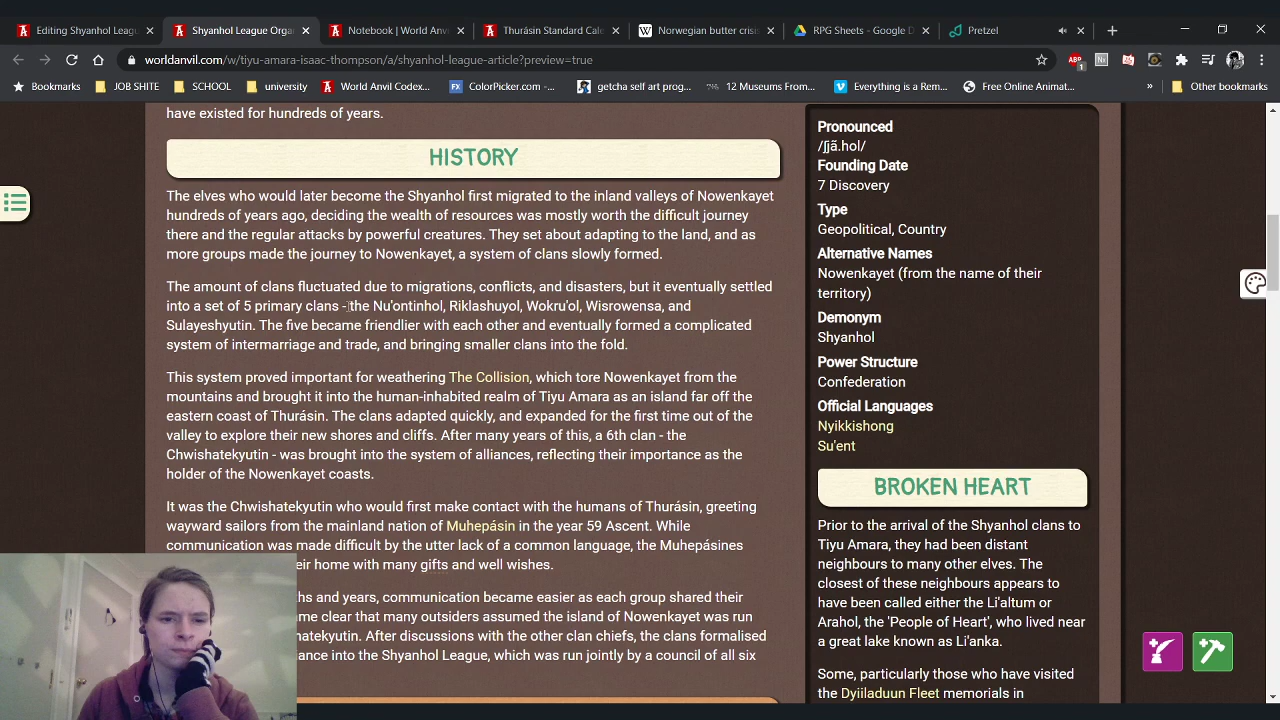 Editing Shyanhol Leagu
Shyanhol League Orga
Notebook | World Anvi
Thurásin Standard Cale
Norwegian butter crisi
RPG Sheets - Google D
Pretzel
worldanvil.com/w/tiyu-amara-isaac-thompson/a/shyanhol-league-article?preview=true
Bookmarks
JOB SHITE
SCHOOL
university
World Anvil Codex...
ColorPicker.com -...
getcha self art prog...
12 Museums From...
Everything is a Rem...
Free Online Animat...
Other bookmarks
have existed for hundreds of years.
HISTORY
The elves who would later become the Shyanhol first migrated to the inland valleys of Nowenkayet
hundreds of years ago, deciding the wealth of resources was mostly worth the difficult journey
there and the regular attacks by powerful creatures. They set about adapting to the land, and as
more groups made the journey to Nowenkayet, a system of clans slowly formed.
The amount of clans fluctuated due to migrations, conflicts, and disasters, but it eventually settled
into a set of 5 primary clans - the Nu'ontinhol, Riklashuyol, Wokru'ol, Wisrowensa, and
Sulayeshyutin. The five became friendlier with each other and eventually formed a complicated
system of intermarriage and trade, and bringing smaller clans into the fold.
This system proved important for weathering The Collision, which tore Nowenkayet from the
mountains and brought it into the human-inhabited realm of Tiyu Amara as an island far off the
eastern coast of Thurásin. The clans adapted quickly, and expanded for the first time out of the
valley to explore their new shores and cliffs. After many years of this, a 6th clan - the
Chwishatekyutin - was brought into the system of alliances, reflecting their importance as the
holder of the Nowenkayet coasts.
It was the Chwishatekyutin who would first make contact with the humans of Thurásin, greeting
wayward sailors from the mainland nation of Muhepásin in the year 59 Ascent. While
communication was made difficult by the utter lack of a common language, the Muhepásines
eir home with many gifts and well wishes.
hs and years, communication became easier as each group shared their
me clear that many outsiders assumed the island of Nowenkayet was run
hatekyutin. After discussions with the other clan chiefs, the clans formalised
iance into the Shyanhol League, which was run jointly by a council of all six
Pronounced
/ʃjã.hol/
Founding Date
7 Discovery
Type
Geopolitical, Country
Alternative Names
Nowenkayet (from the name of their
territory)
Demonym
Shyanhol
Power Structure
Confederation
Official Languages
Nyikkishong
Su'ent
BROKEN HEART
Prior to the arrival of the Shyanhol clans to
Tiyu Amara, they had been distant
neighbours to many other elves. The
closest of these neighbours appears to
have been called either the Li'altum or
Arahol, the 'People of Heart', who lived near
a great lake known as Li'anka.
Some, particularly those who have visited
the Dyiiladuun Fleet memorials in